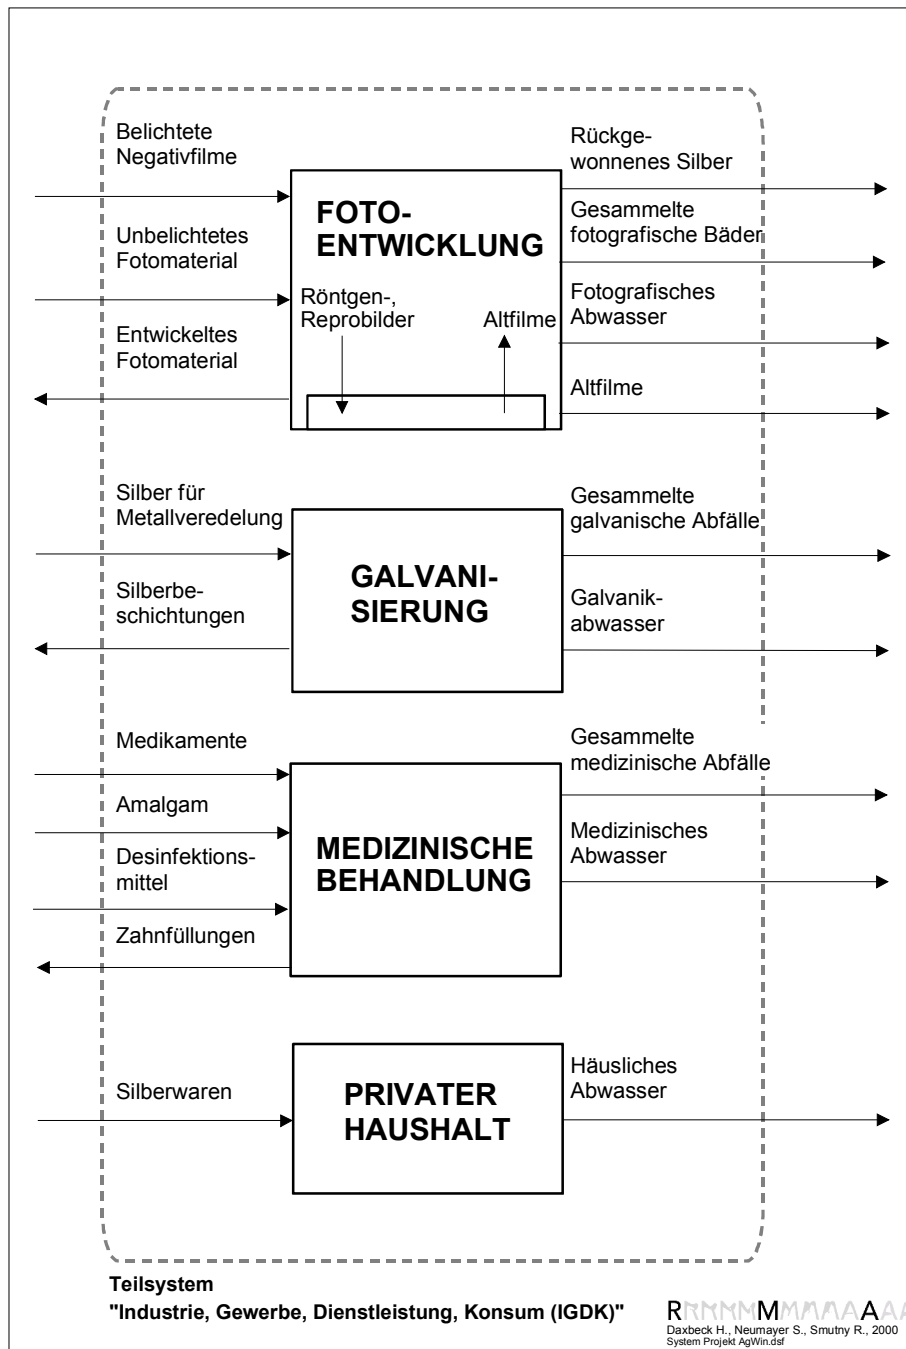 Belichtete
Negativfilme
Unbelichtetes
Fotomaterial
Entwickeltes
Fotomaterial
FOTO-
ENTWICKLUNG
Röntgen-,
Reprobilder
Altfilme
Rückge-
wonnenes Silber
Gesammelte
fotografische Bäder
Fotografisches
Abwasser
Altfilme
Silber für
Metallveredelung
Silberbe-
schichtungen
GALVANI-
SIERUNG
Gesammelte
galvanische Abfälle
Galvanik-
abwasser
Medikamente
Amalgam
Desinfektions-
mittel
Zahnfüllungen
MEDIZINISCHE
BEHANDLUNG
Gesammelte
medizinische Abfälle
Medizinisches
Abwasser
Silberwaren
PRIVATER
HAUSHALT
Häusliches
Abwasser
Teilsystem
"Industrie, Gewerbe, Dienstleistung, Konsum (IGDK)"
R M A
Daxbeck H., Neumayer S., Smutny R., 2000
System Projekt AgWin.dsf